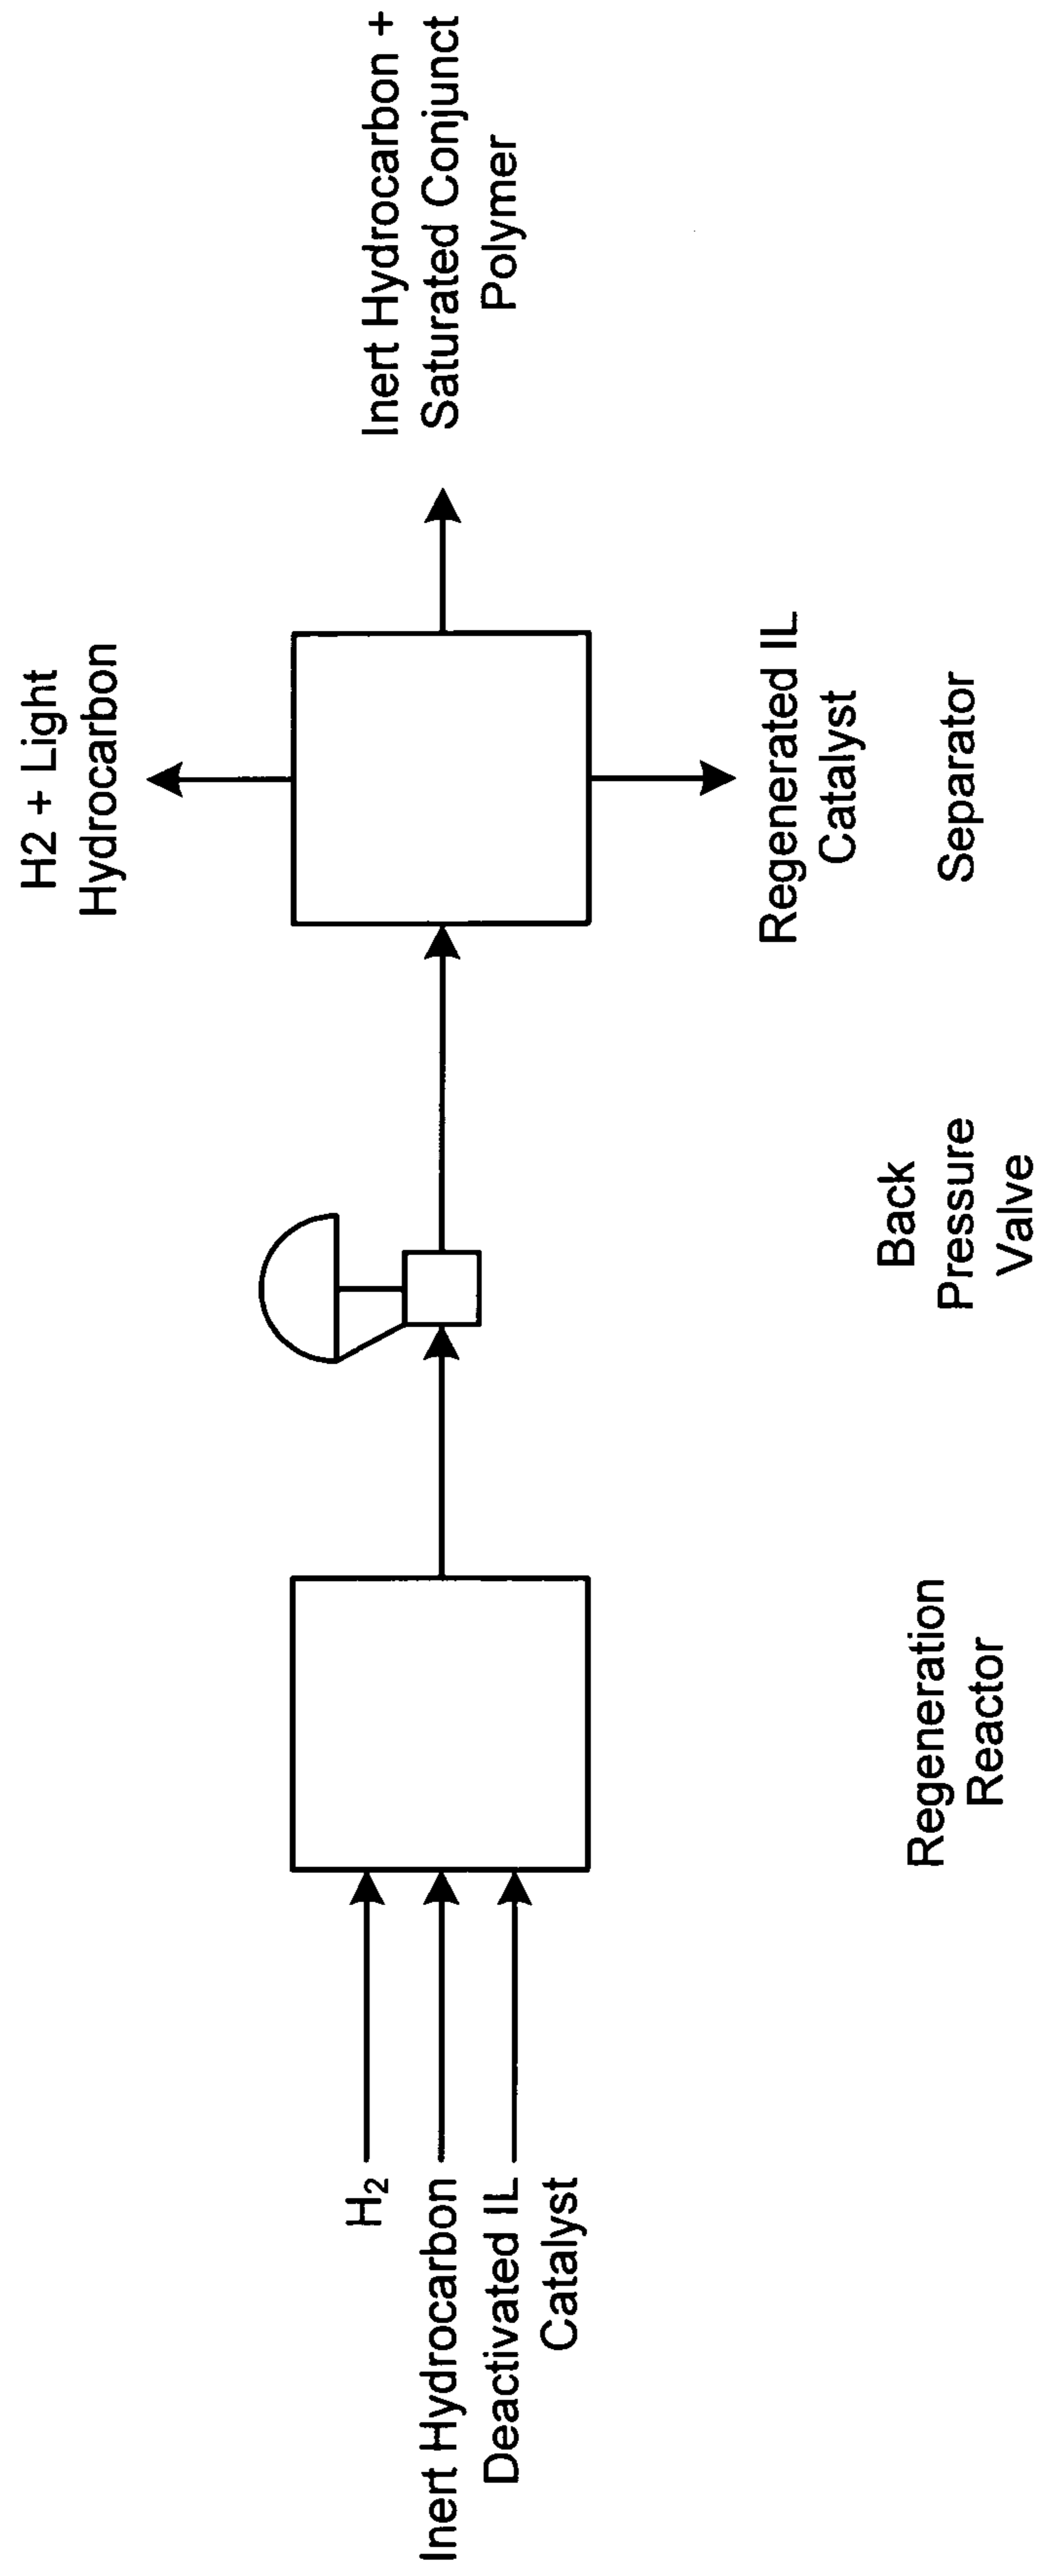 H2 + Light
Hydrocarbon
Inert Hydrocarbon +
Saturated Conjunct
Polymer
H₂
Inert Hydrocarbon
Deactivated IL
Catalyst
Regenerated IL
Catalyst
Regeneration
Reactor
Back
Pressure
Valve
Separator